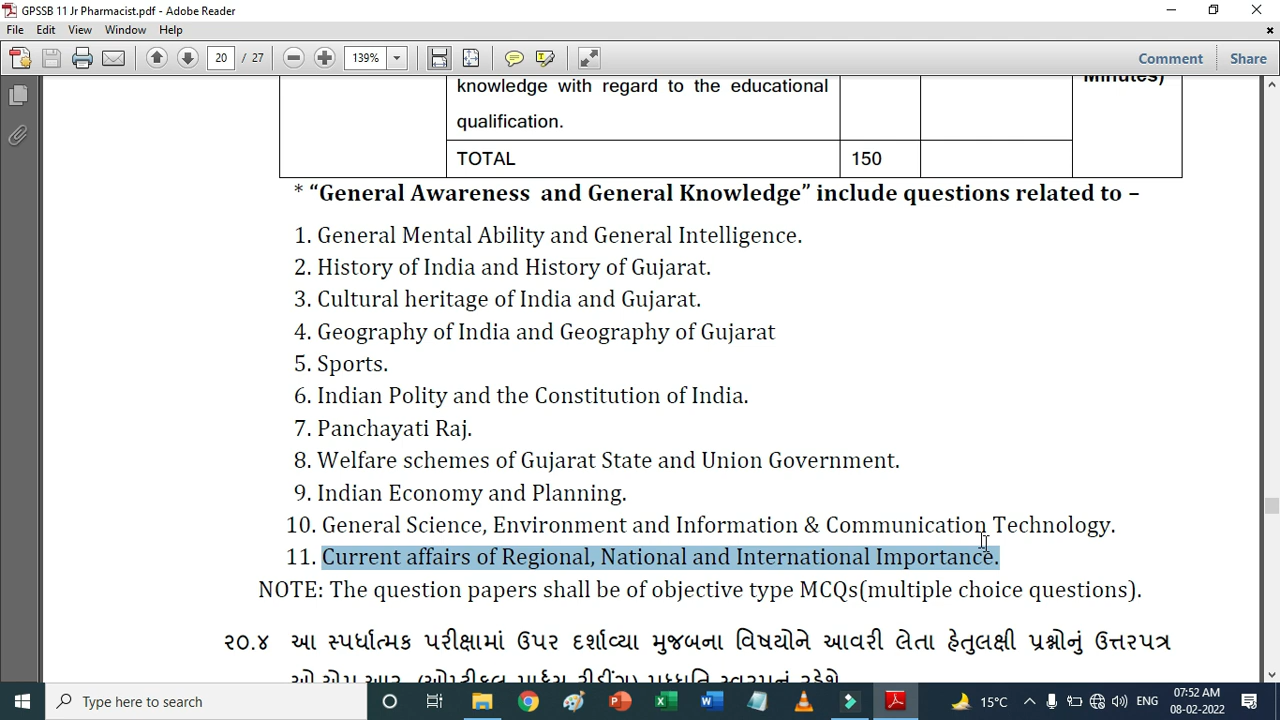 GPSSB 11 Jr Pharmacist.pdf - Adobe Reader
File Edit View Window Help
20 / 27 139% Comment Share
knowledge with regard to the educational
qualification.
Minutes)
TOTAL 150
* “General Awareness and General Knowledge” include questions related to –
1. General Mental Ability and General Intelligence.
2. History of India and History of Gujarat.
3. Cultural heritage of India and Gujarat.
4. Geography of India and Geography of Gujarat
5. Sports.
6. Indian Polity and the Constitution of India.
7. Panchayati Raj.
8. Welfare schemes of Gujarat State and Union Government.
9. Indian Economy and Planning.
10. General Science, Environment and Information & Communication Technology.
11. Current affairs of Regional, National and International Importance.
NOTE: The question papers shall be of objective type MCQs(multiple choice questions).
૨૦.૪ આ સ્પર્ધાત્મક પરીક્ષામાં ઉપર દર્શાવ્યા મુજબના વિષયોને આવરી લેતા હેતુલક્ષી પ્રશ્નોનું ઉત્તરપત્ર
Type here to search
15°C ENG 07:52 AM
08-02-2022